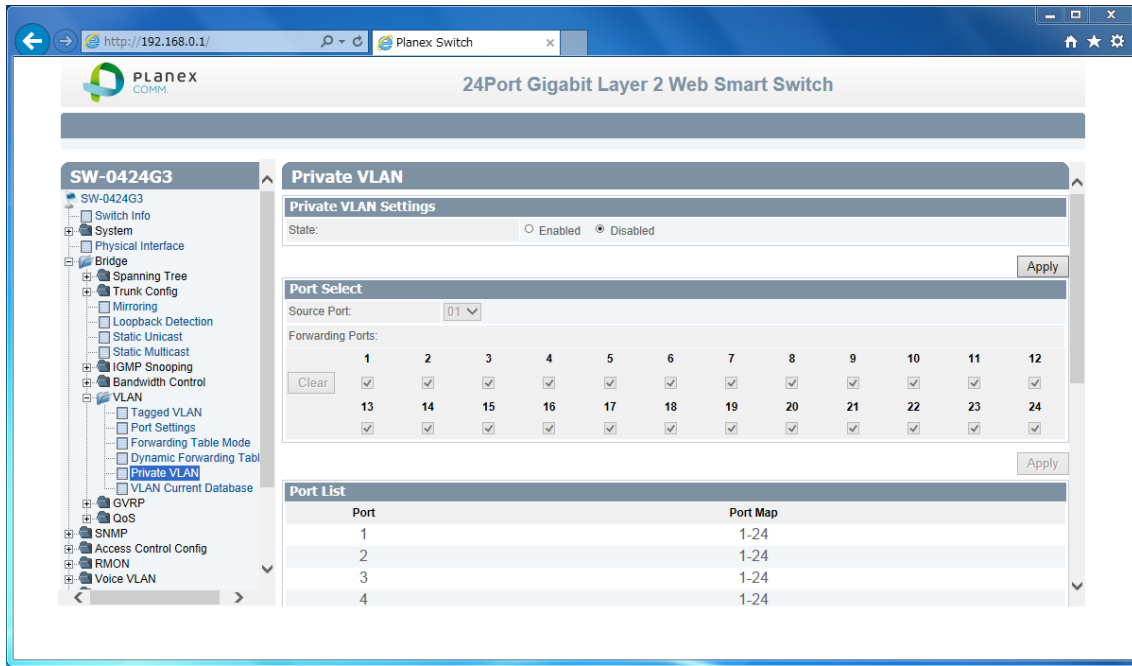 http://192.168.0.1/
Planex Switch
PLANEX
COMM.
24Port Gigabit Layer 2 Web Smart Switch
SW-0424G3
SW-0424G3
Switch Info
System
Physical Interface
Bridge
Spanning Tree
Trunk Config
Mirroring
Loopback Detection
Static Unicast
Static Multicast
IGMP Snooping
Bandwidth Control
VLAN
Tagged VLAN
Port Settings
Forwarding Table Mode
Dynamic Forwarding Tabl
Private VLAN
VLAN Current Database
GVRP
QoS
SNMP
Access Control Config
RMON
Voice VLAN
Private VLAN
Private VLAN Settings
State: Enabled Disabled
Apply
Port Select
Source Port: 01
Forwarding Ports:
1 2 3 4 5 6 7 8 9 10 11 12
Clear
13 14 15 16 17 18 19 20 21 22 23 24
Apply
Port List
Port Port Map
1 1-24
2 1-24
3 1-24
4 1-24